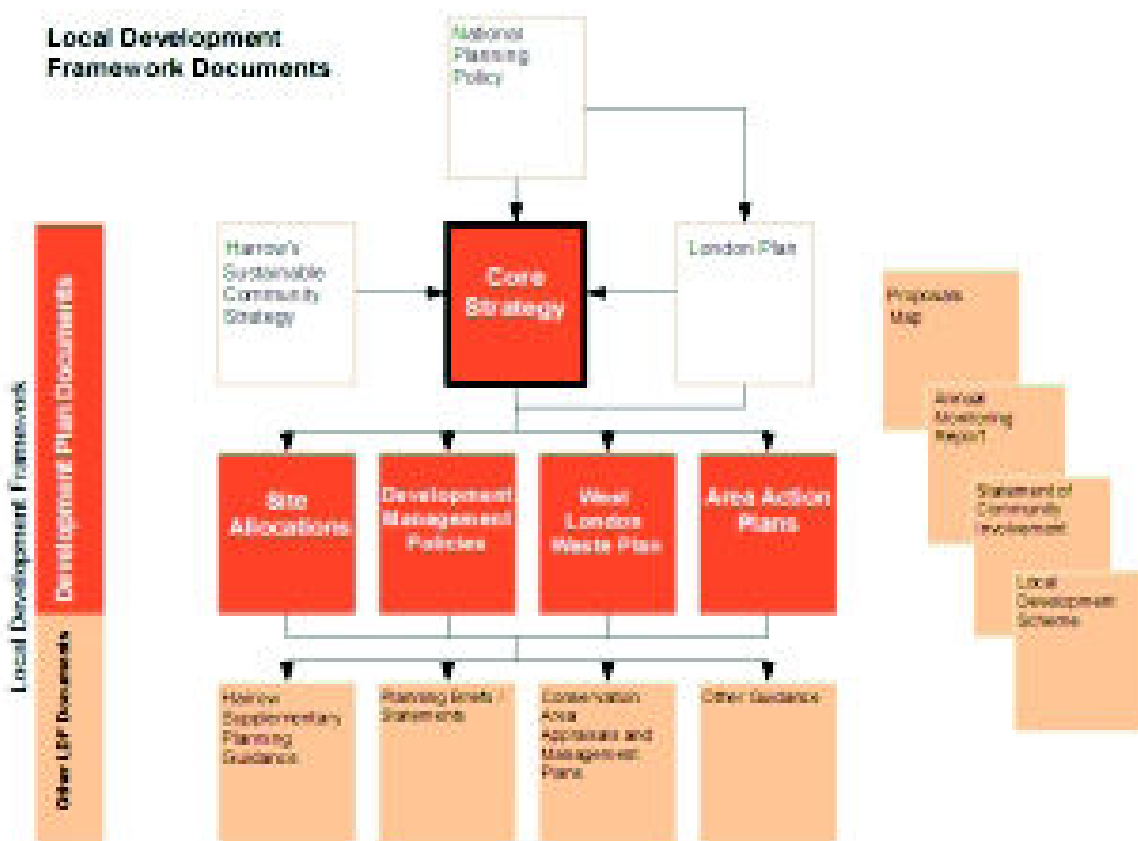 Local Development
Framework Documents
National
Planning
Policy
Harrow's
Sustainable
Community
Strategy
Core
Strategy
London Plan
Proposals
Map
Annual
Monitoring
Report
Statement of
Community
Involvement
Local
Development
Scheme
Local Development Framework
Development Plan Documents
Other LDF Documents
Site
Allocations
Development
Management
Policies
West
London
Waste Plan
Area Action
Plans
Harrow
Supplementary
Planning
Guidance
Planning Briefs /
Statements
Conservation
Area
Appraisals and
Management
Plans
Other Guidance